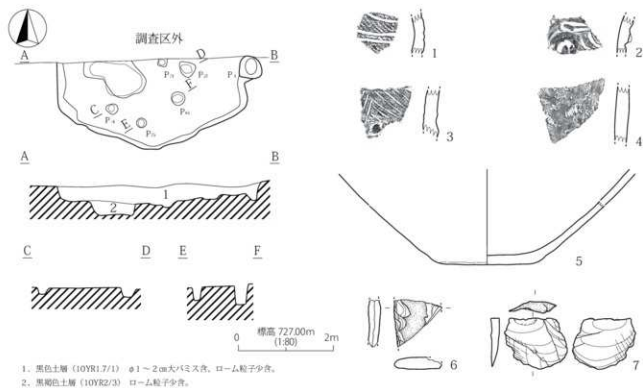 調査区外
A B
D
F
C
E
A B
1
2
C D E F
標高 727.00m
(1:80)
0 2m
1. 黒色土層 (10YR1.7/1) φ1～2cm大パミス含。ローム粒子少含。
2. 黒褐色土層 (10YR2/3) ローム粒子少含。
1
2
3
4
5
6
7